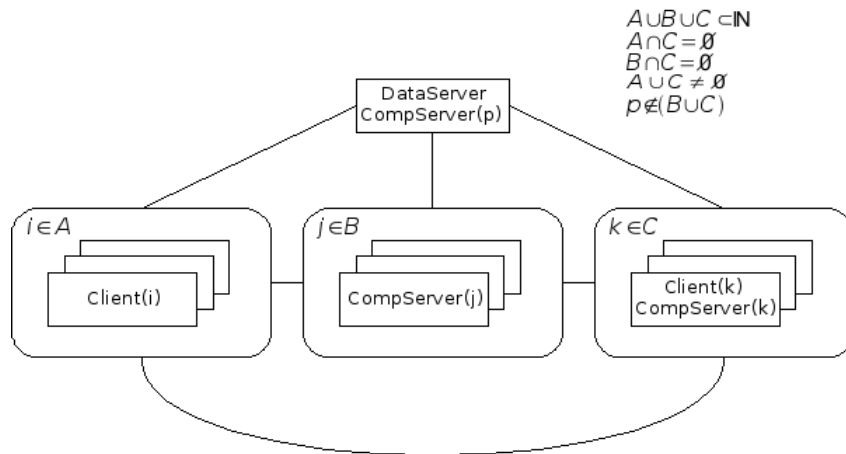 A∪B∪C ⊂ ℕ
A∩C=∅
B∩C=∅
A∪C ≠ ∅
p∉(B∪C)
DataServer
CompServer(p)
i∈A
Client(i)
j∈B
CompServer(j)
k∈C
Client(k)
CompServer(k)